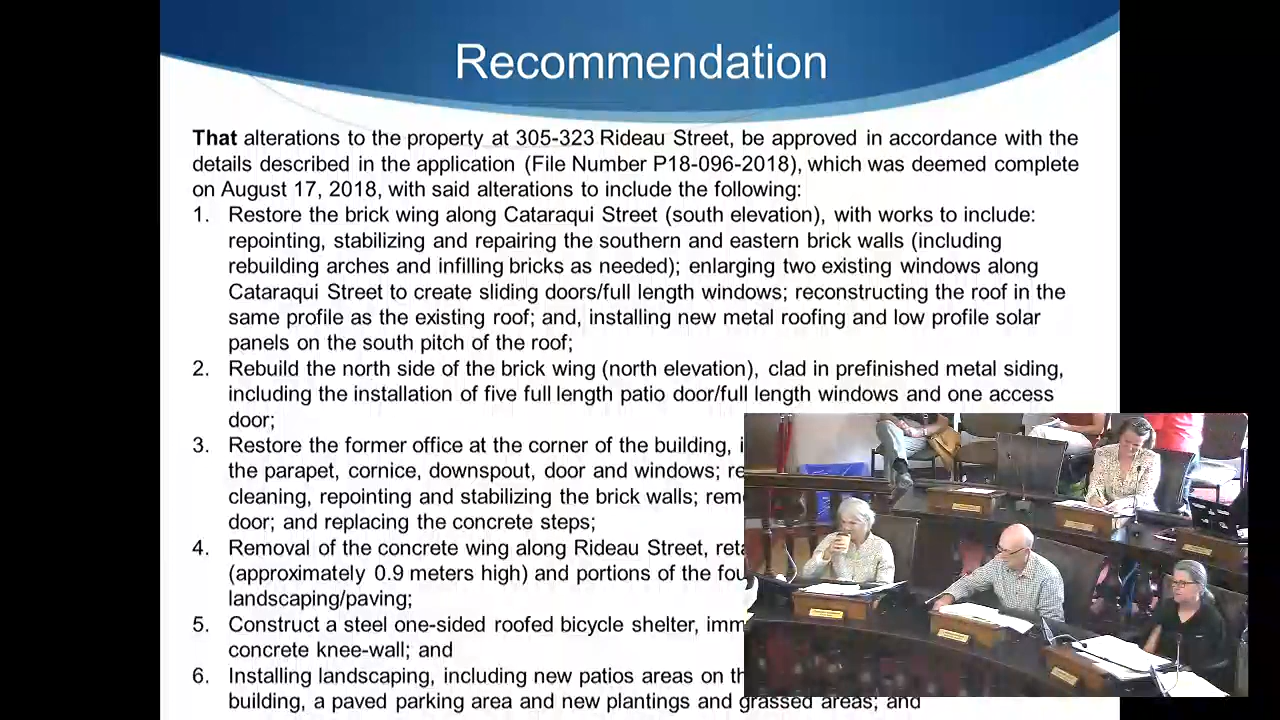 Recommendation
That alterations to the property at 305-323 Rideau Street, be approved in accordance with the
details described in the application (File Number P18-096-2018), which was deemed complete
on August 17, 2018, with said alterations to include the following:
1. Restore the brick wing along Cataraqui Street (south elevation), with works to include:
repointing, stabilizing and repairing the southern and eastern brick walls (including
rebuilding arches and infilling bricks as needed); enlarging two existing windows along
Cataraqui Street to create sliding doors/full length windows; reconstructing the roof in the
same profile as the existing roof; and, installing new metal roofing and low profile solar
panels on the south pitch of the roof;
2. Rebuild the north side of the brick wing (north elevation), clad in prefinished metal siding,
including the installation of five full length patio door/full length windows and one access
door;
3. Restore the former office at the corner of the building,
the parapet, cornice, downspout, door and windows;
cleaning, repointing and stabilizing the brick walls;
door; and replacing the concrete steps;
4. Removal of the concrete wing along Rideau Street,
(approximately 0.9 meters high) and portions of the
landscaping/paving;
5. Construct a steel one-sided roofed bicycle shelter,
concrete knee-wall; and
6. Installing landscaping, including new patios areas on
building, a paved parking area and new plantings and grassed areas; and